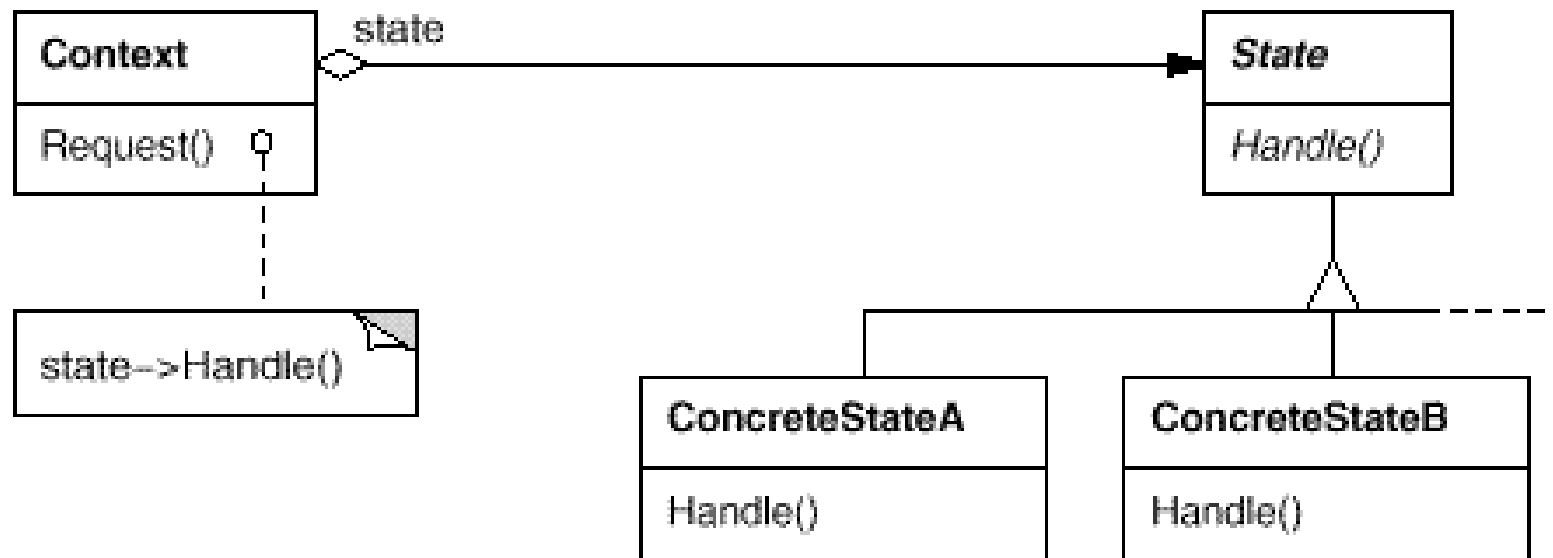 Context
state
State
Request()
Handle()
state->Handle()
ConcreteStateA
ConcreteStateB
Handle()
Handle()